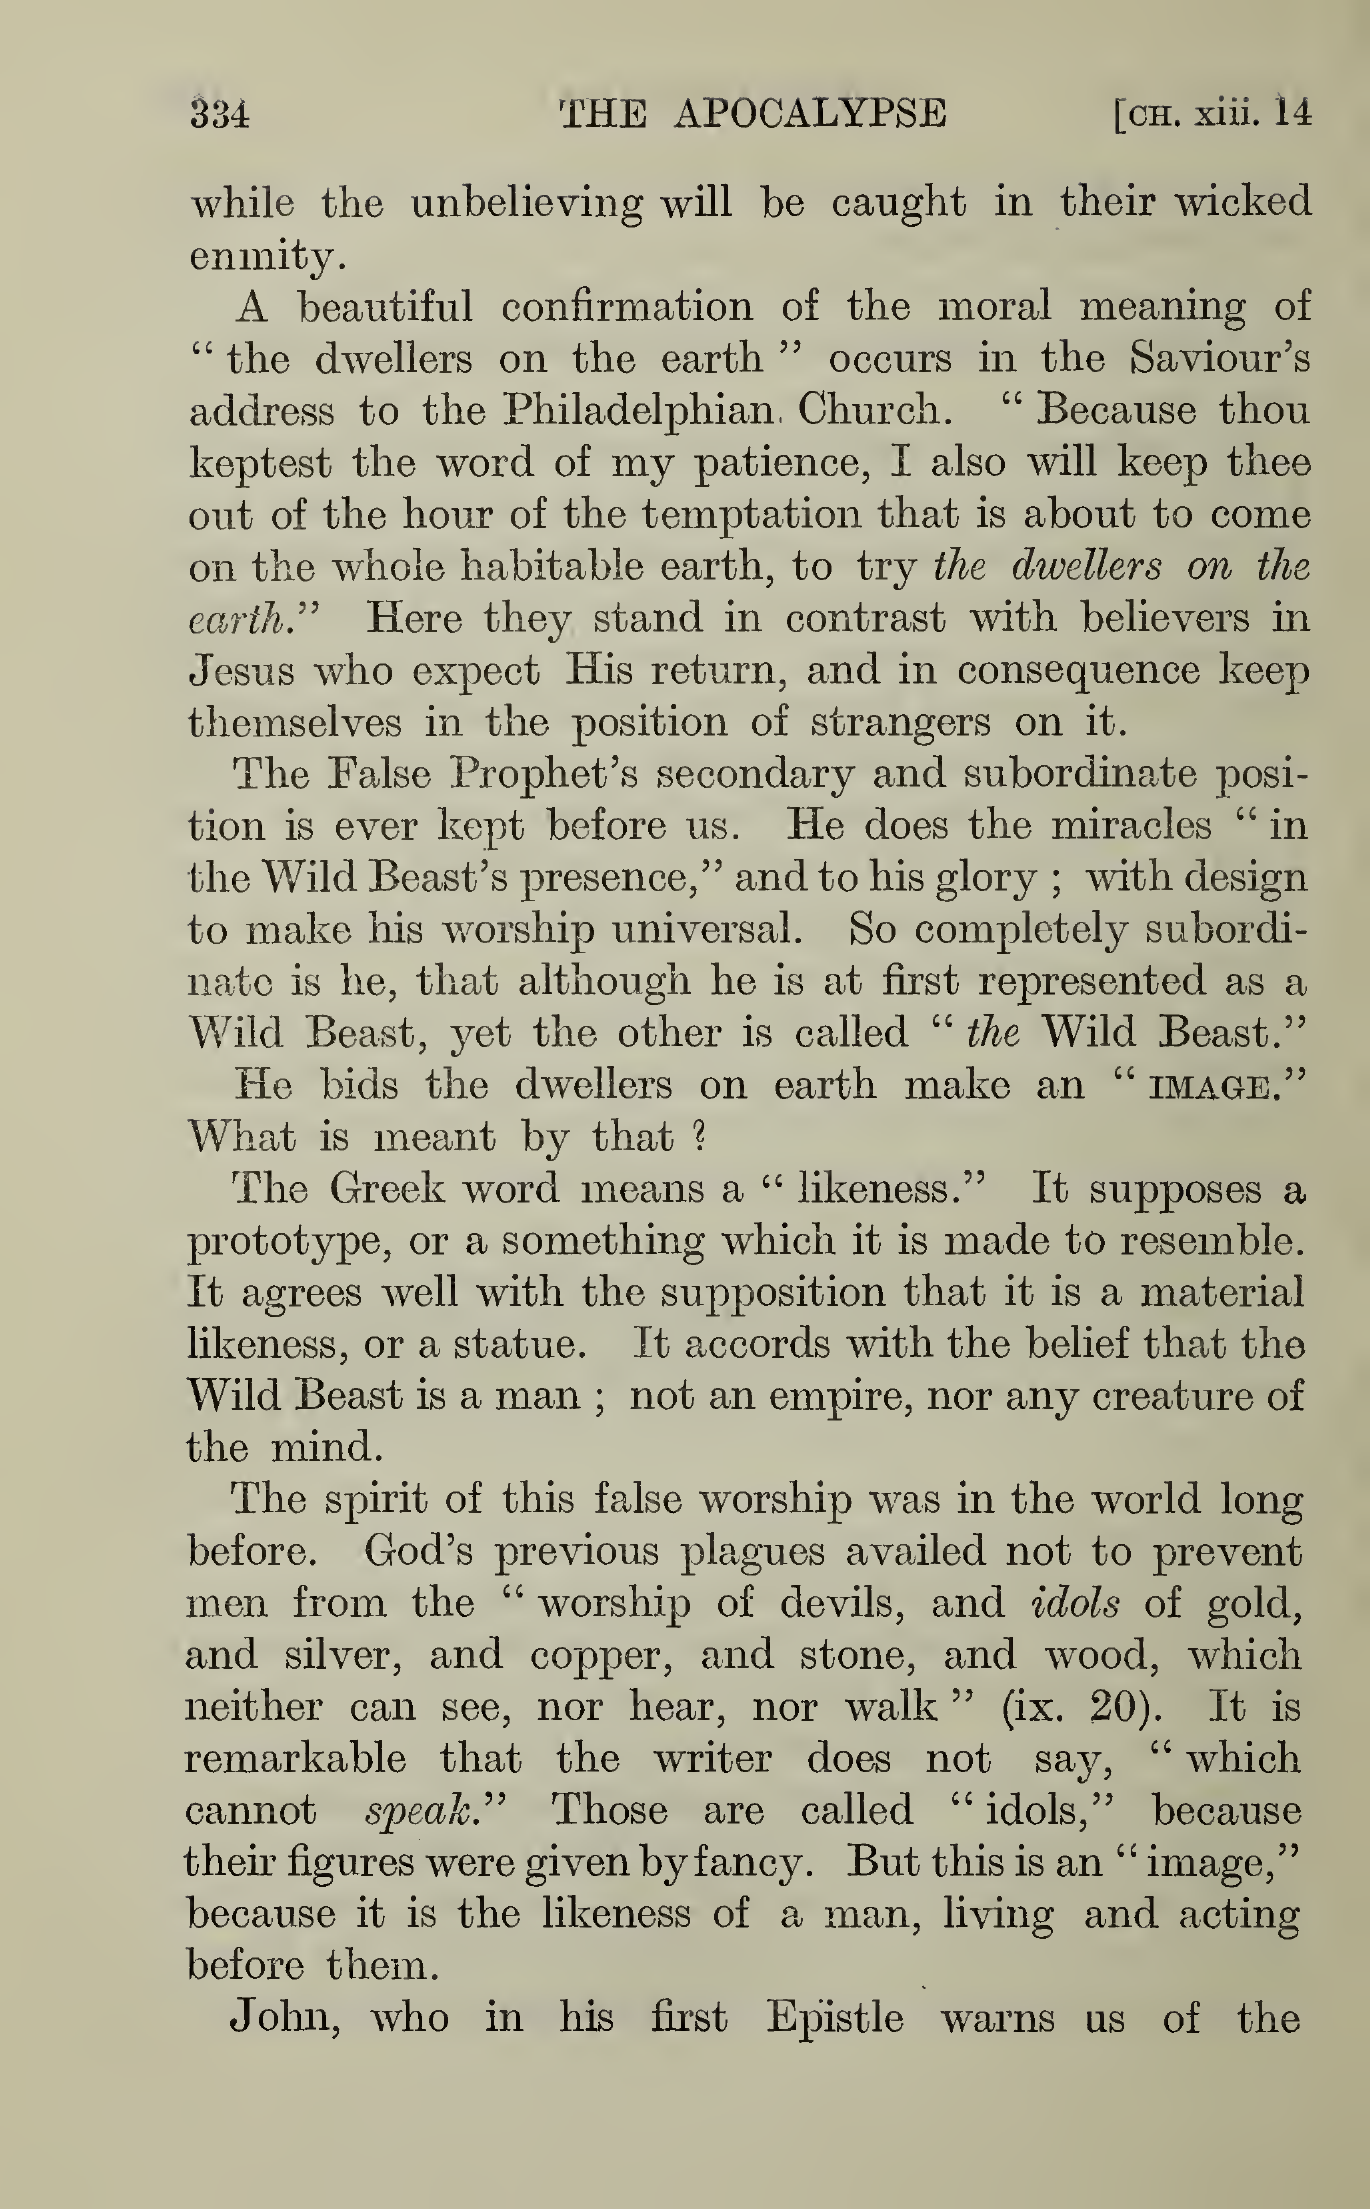 334 THE APOCALYPSE [CH. xiii. 14
while the unbelieving will be caught in their wicked
enmity.
A beautiful confirmation of the moral meaning of
“ the dwellers on the earth ” occurs in the Saviour’s
address to the Philadelphian Church. “ Because thou
keptest the word of my patience, I also will keep thee
out of the hour of the temptation that is about to come
on the whole habitable earth, to try the dwellers on the
earth.” Here they stand in contrast with believers in
Jesus who expect His return, and in consequence keep
themselves in the position of strangers on it.
The False Prophet’s secondary and subordinate posi-
tion is ever kept before us. He does the miracles “ in
the Wild Beast’s presence,” and to his glory ; with design
to make his worship universal. So completely subordi-
nate is he, that although he is at first represented as a
Wild Beast, yet the other is called “ the Wild Beast.”
He bids the dwellers on earth make an “ IMAGE.”
What is meant by that ?
The Greek word means a “ likeness.” It supposes a
prototype, or a something which it is made to resemble.
It agrees well with the supposition that it is a material
likeness, or a statue. It accords with the belief that the
Wild Beast is a man ; not an empire, nor any creature of
the mind.
The spirit of this false worship was in the world long
before. God’s previous plagues availed not to prevent
men from the “ worship of devils, and idols of gold,
and silver, and copper, and stone, and wood, which
neither can see, nor hear, nor walk ” (ix. 20). It is
remarkable that the writer does not say, “ which
cannot speak.” Those are called “ idols,” because
their figures were given by fancy. But this is an “ image,”
because it is the likeness of a man, living and acting
before them.
John, who in his first Epistle warns us of the